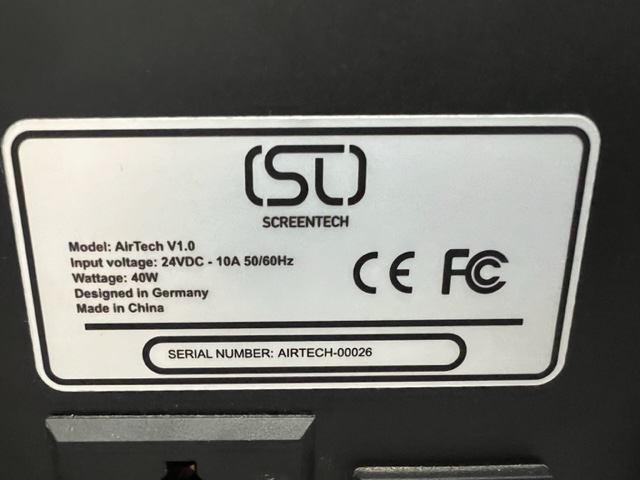 ST
SCREENTECH
Model: AirTech V1.0
Input voltage: 24VDC - 10A 50/60Hz
Wattage: 40W
Designed in Germany
Made in China
CE FC
SERIAL NUMBER: AIRTECH-00026